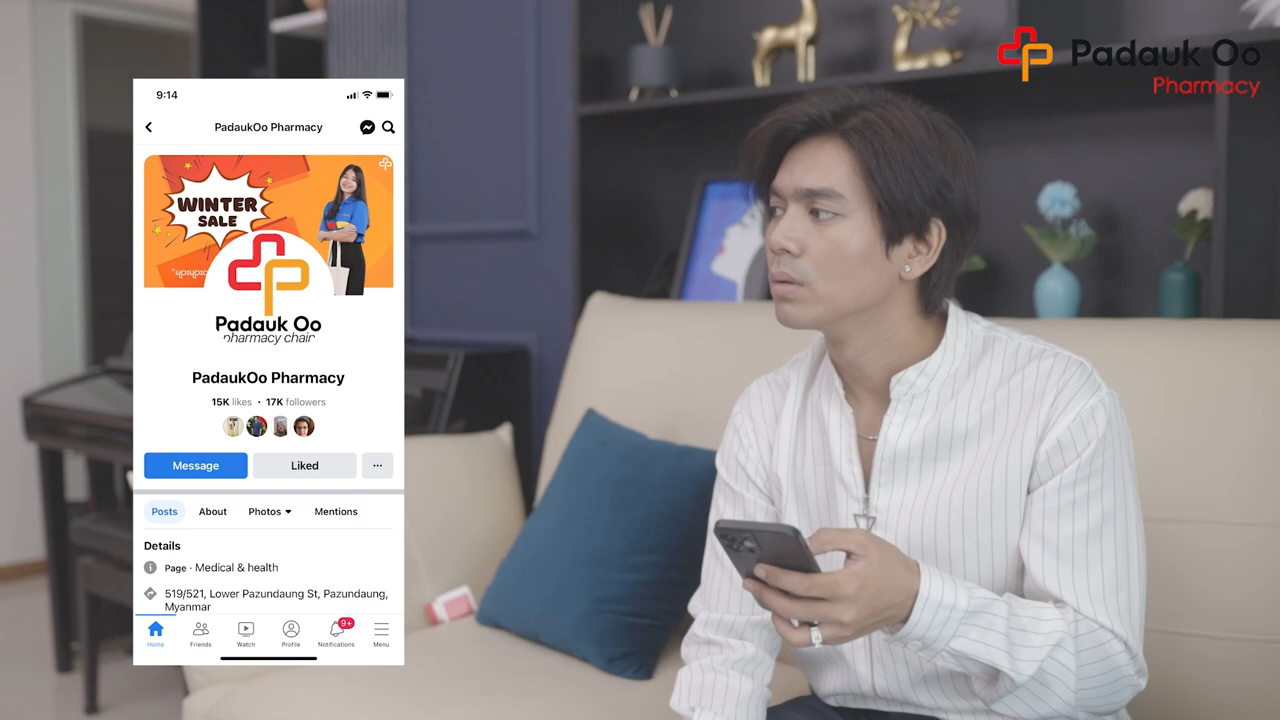 9:14
PadaukOo Pharmacy
WINTER
SALE
Padauk Oo
pharmacy chain
PadaukOo Pharmacy
15K likes · 17K followers
Message
Liked
Posts
About
Photos
Mentions
Details
Page · Medical & health
519/521, Lower Pazundaung St, Pazundaung,
Myanmar
9+
Home
Friends
Watch
Profile
Notifications
Menu
Padauk Oo
Pharmacy